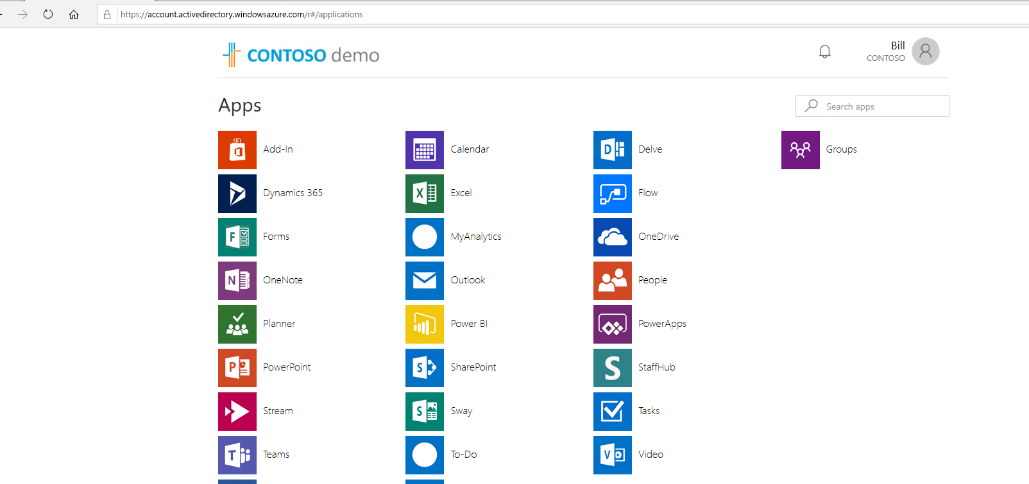 https://account.activedirectory.windowsazure.com/r#/applications
CONTOSO demo
Bill
CONTOSO
Apps
Search apps
Add-In
Calendar
Delve
Groups
Dynamics 365
Excel
Flow
Forms
MyAnalytics
OneDrive
OneNote
Outlook
People
Planner
Power BI
PowerApps
PowerPoint
SharePoint
StaffHub
Stream
Sway
Tasks
Teams
To-Do
Video